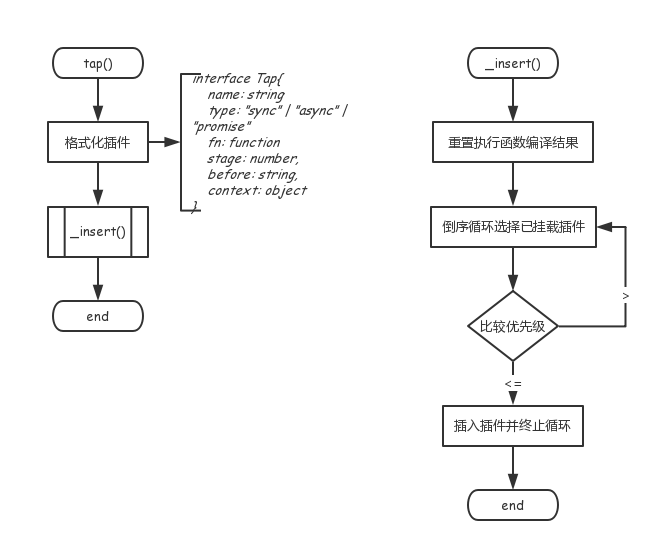 tap()
格式化插件
interface Tap{
name: string
type: "sync" | "async" |
"promise"
fn: function
stage: number,
before: string,
context: object
}
_insert()
end
_insert()
重置执行函数编译结果
倒序循环选择已挂载插件
>
比较优先级
<=
插入插件并终止循环
end